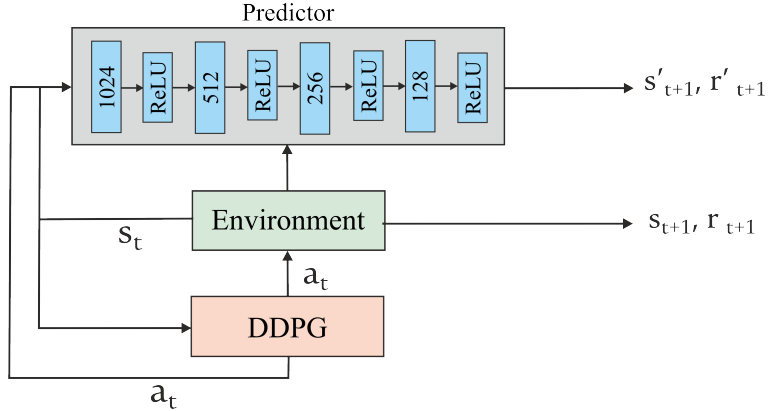 Predictor
1024 ReLU 512 ReLU 256 ReLU 128 ReLU
s′t+1, r′ t+1
Environment
st
st+1, r t+1
at
DDPG
at